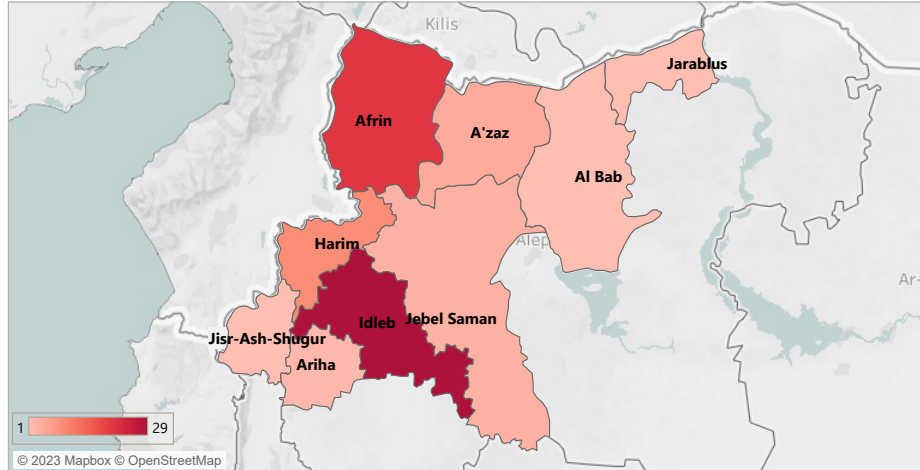 Kilis
Jarablus
Afrin
A'zaz
Al Bab
Harim
Alep
Ar-
Idleb
Jebel Saman
Jisr-Ash-Shugur
Ariha
1
29
© 2023 Mapbox © OpenStreetMap